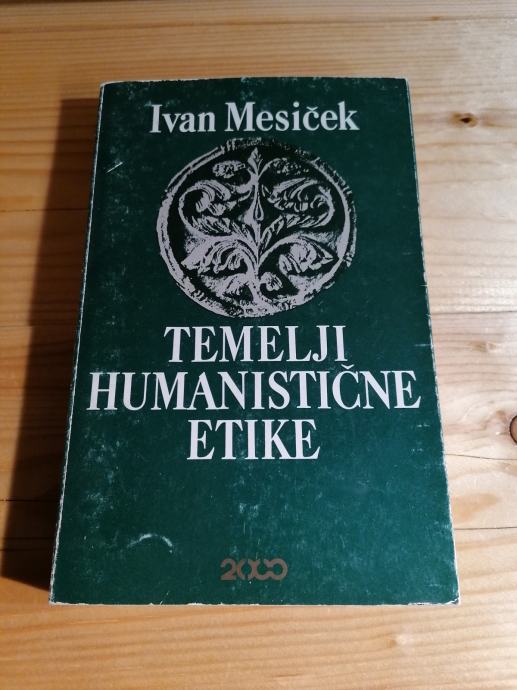 Ivan Mesiček
TEMELJI
HUMANISTIČNE
ETIKE
2000